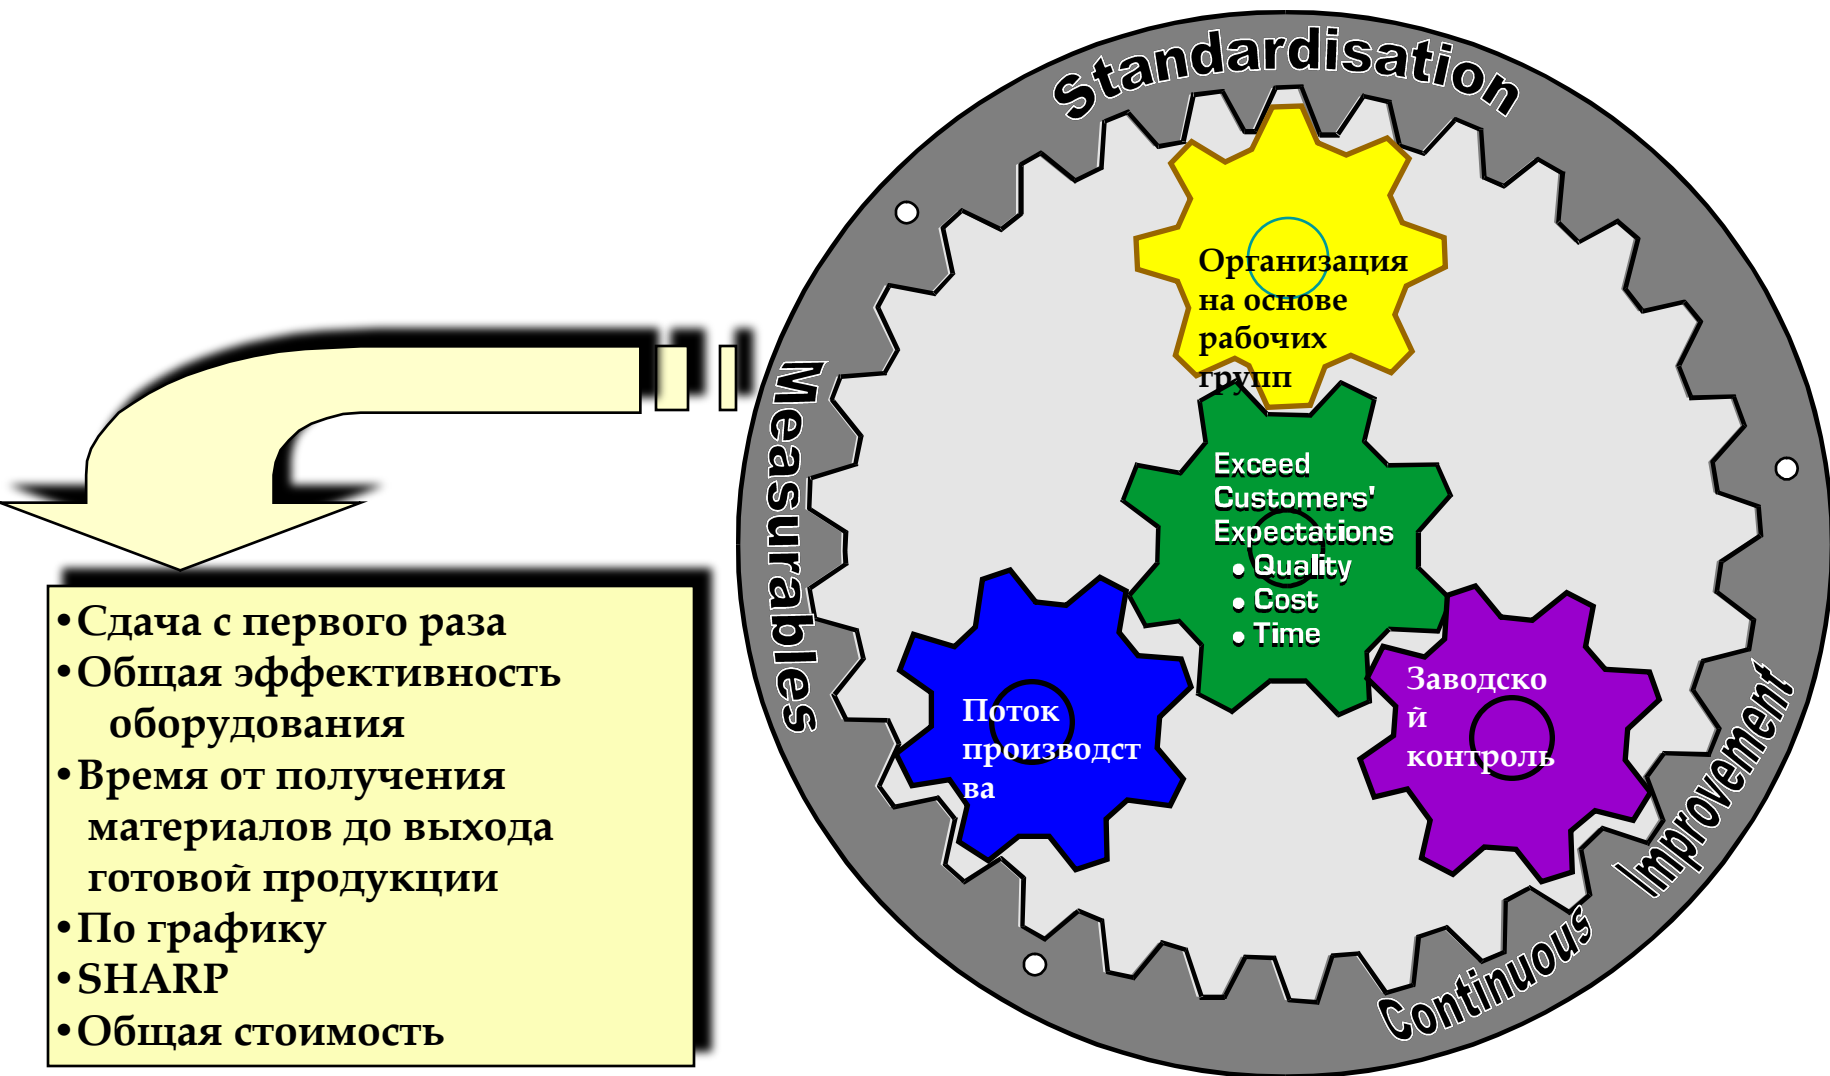 Standardisation
Организация
на основе
рабочих
групп
Measurables
Exceed
Customers'
Expectations
• Quality
• Cost
• Time
Поток
производст
ва
Заводско
й
контроль
Continuous Improvement
•Сдача с первого раза
•Общая эффективность
оборудования
•Время от получения
материалов до выхода
готовой продукции
•По графику
•SHARP
•Общая стоимость